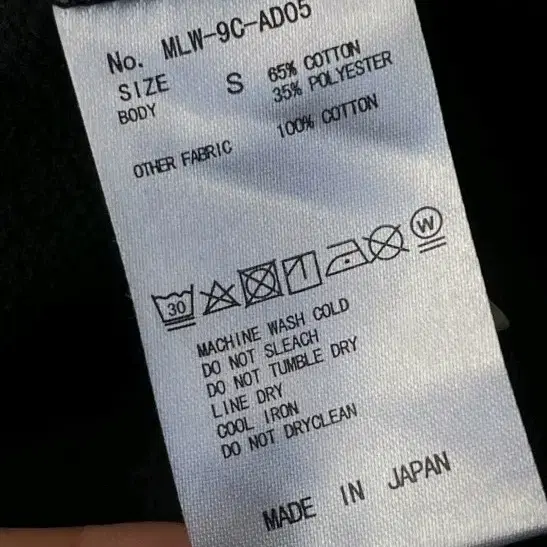 No. MLW-9C-AD05
SIZE S 65% COTTON
BODY 35% POLYESTER
OTHER FABRIC 100% COTTON
30 W
MACHINE WASH COLD
DO NOT SLEACH
DO NOT TUMBLE DRY
LINE DRY
COOL IRON
DO NOT DRYCLEAN
MADE IN JAPAN